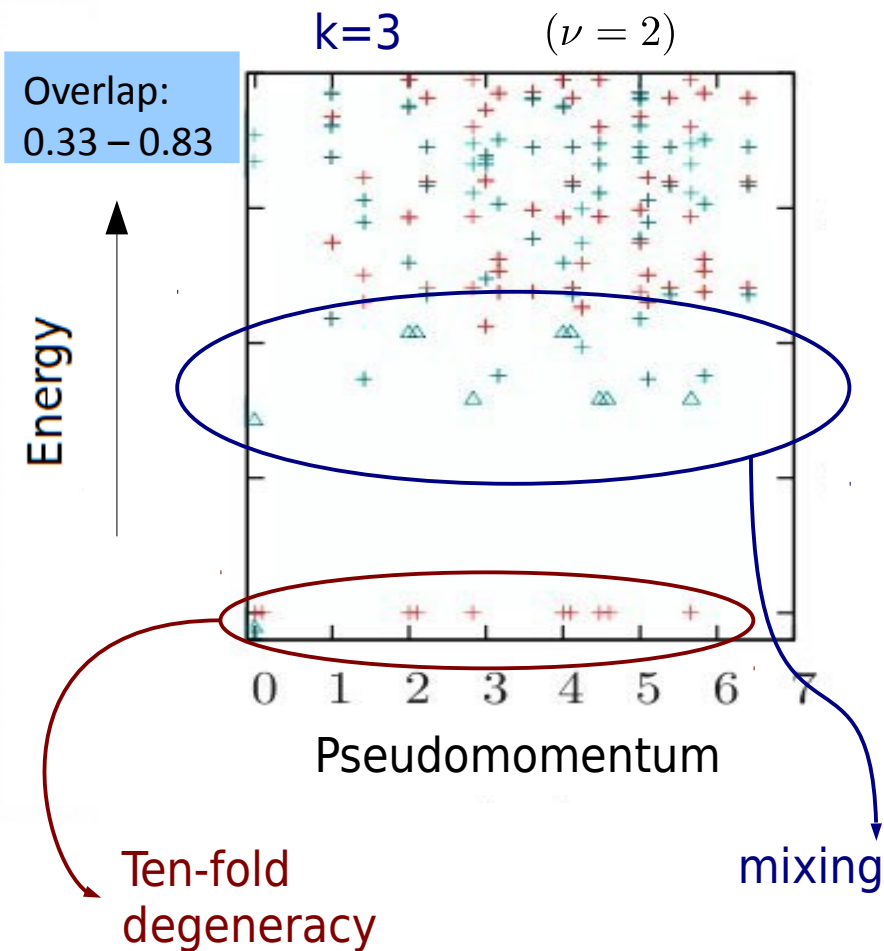 k=3
(ν = 2)
Overlap:
0.33 – 0.83
Energy
0 1 2 3 4 5 6 7
Pseudomomentum
Ten-fold
degeneracy
mixing